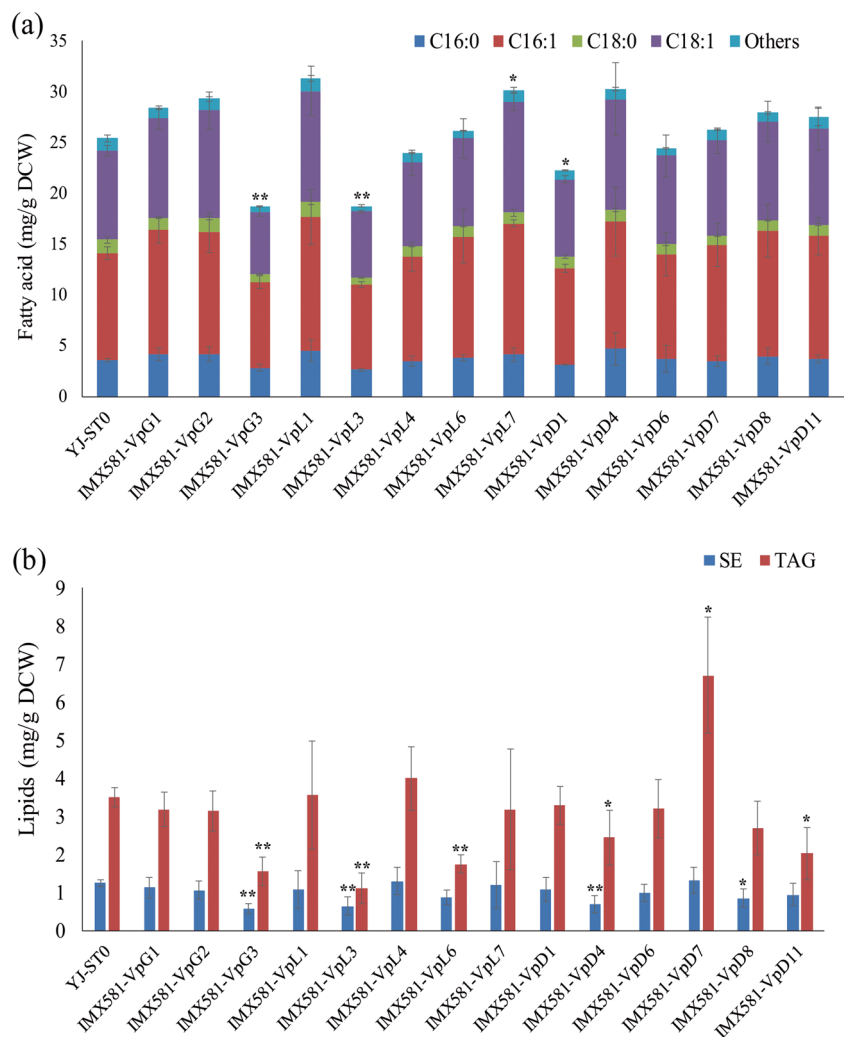 (a)
C16:0 C16:1 C18:0 C18:1 Others
Fatty acid (mg/g DCW)
35
30
25
20
15
10
5
0
** ** * *
YJ-ST0
IMX581-VpG1
IMX581-VpG2
IMX581-VpG3
IMX581-VpL1
IMX581-VpL3
IMX581-VpL4
IMX581-VpL6
IMX581-VpL7
IMX581-VpD1
IMX581-VpD4
IMX581-VpD6
IMX581-VpD7
IMX581-VpD8
IMX581-VpD11
(b)
SE TAG
Lipids (mg/g DCW)
9
8
7
6
5
4
3
2
1
0
** ** ** ** ** ** * * * *
YJ-ST0
IMX581-VpG1
IMX581-VpG2
IMX581-VpG3
IMX581-VpL1
IMX581-VpL3
IMX581-VpL4
IMX581-VpL6
IMX581-VpL7
IMX581-VpD1
IMX581-VpD4
IMX581-VpD6
IMX581-VpD7
IMX581-VpD8
IMX581-VpD11